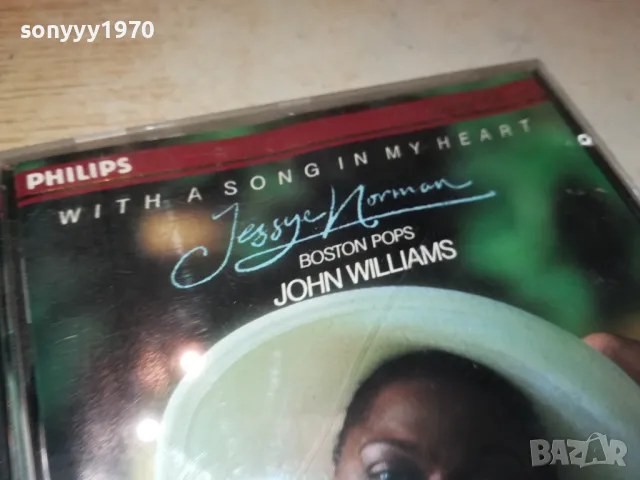 sonyyy1970
PHILIPS
WITH A SONG IN MY HEART
Jessye Norman
BOSTON POPS
JOHN WILLIAMS
BAZAR